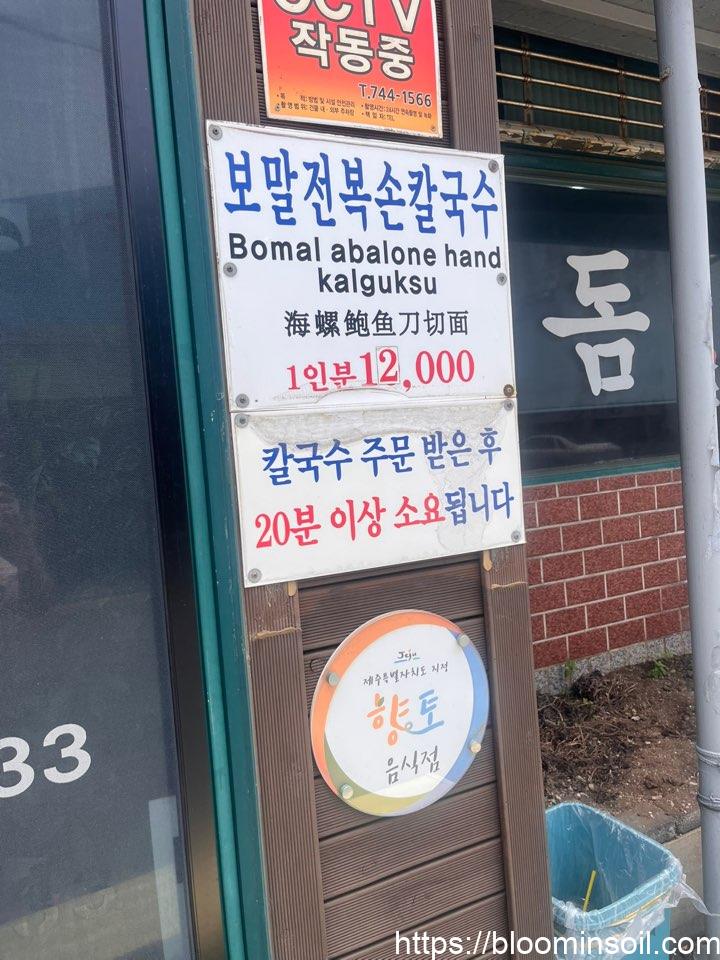 CCTV
작동중
T.744-1566
보말전복손칼국수
Bomal abalone hand
kalguksu
海螺鲍鱼刀切面
1인분 12,000
칼국수 주문 받은 후
20분 이상 소요됩니다
톰
Jeju
제주특별자치도 지정
향토
음식점
33
https://bloominsoil.com